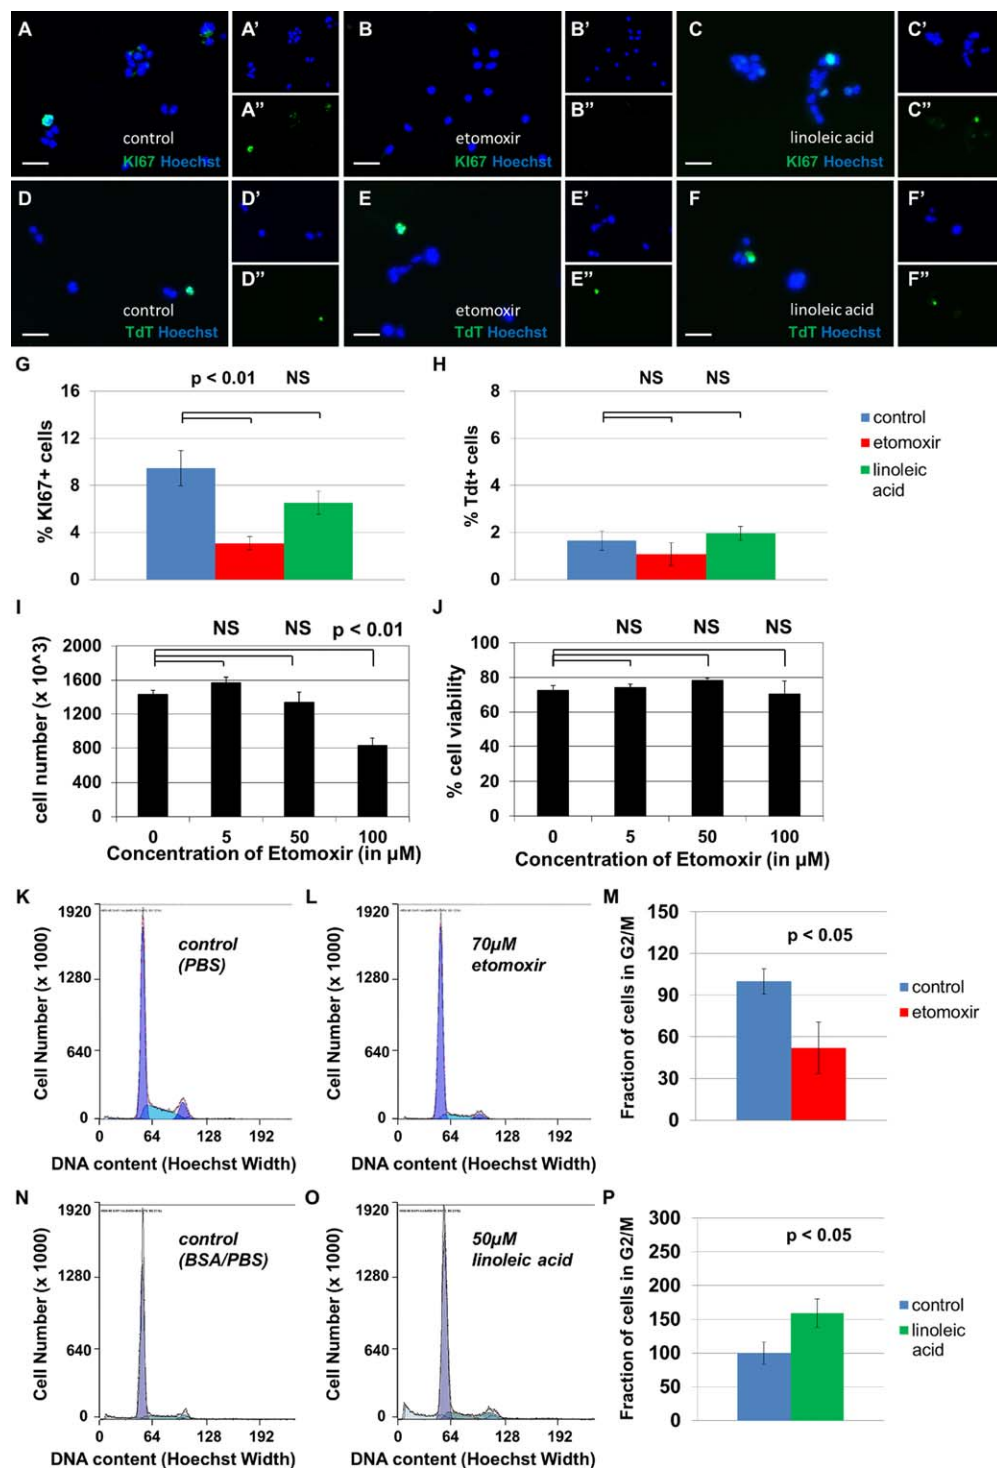 A
A’
B
B’
C
C’
A’’
B’’
C’’
control
etomoxir
linoleic acid
KI67 Hoechst
KI67 Hoechst
KI67 Hoechst
D
D’
E
E’
F
F’
D’’
E’’
F’’
control
etomoxir
linoleic acid
TdT Hoechst
TdT Hoechst
TdT Hoechst
G
p < 0.01
NS
% KI67+ cells
16
12
8
4
0
H
NS
NS
% Tdt+ cells
8
6
4
2
0
control
etomoxir
linoleic
acid
I
NS
NS
p < 0.01
cell number (x 10^3)
2000
1600
1200
800
400
0
0
5
50
100
Concentration of Etomoxir (in µM)
J
NS
NS
NS
% cell viability
100
80
60
40
20
0
0
5
50
100
Concentration of Etomoxir (in µM)
K
control
(PBS)
Cell Number (x 1000)
1920
1280
640
0
0
64
128
192
DNA content (Hoechst Width)
L
70µM
etomoxir
Cell Number (x 1000)
1920
1280
640
0
0
64
128
192
DNA content (Hoechst Width)
M
p < 0.05
Fraction of cells in G2/M
150
120
90
60
30
0
control
etomoxir
N
control
(BSA/PBS)
Cell Number (x 1000)
1920
1280
640
0
0
64
128
192
DNA content (Hoechst Width)
O
50µM
linoleic acid
Cell Number (x 1000)
1920
1280
640
0
0
64
128
192
DNA content (Hoechst Width)
P
p < 0.05
Fraction of cells in G2/M
300
250
200
150
100
50
0
control
linoleic
acid